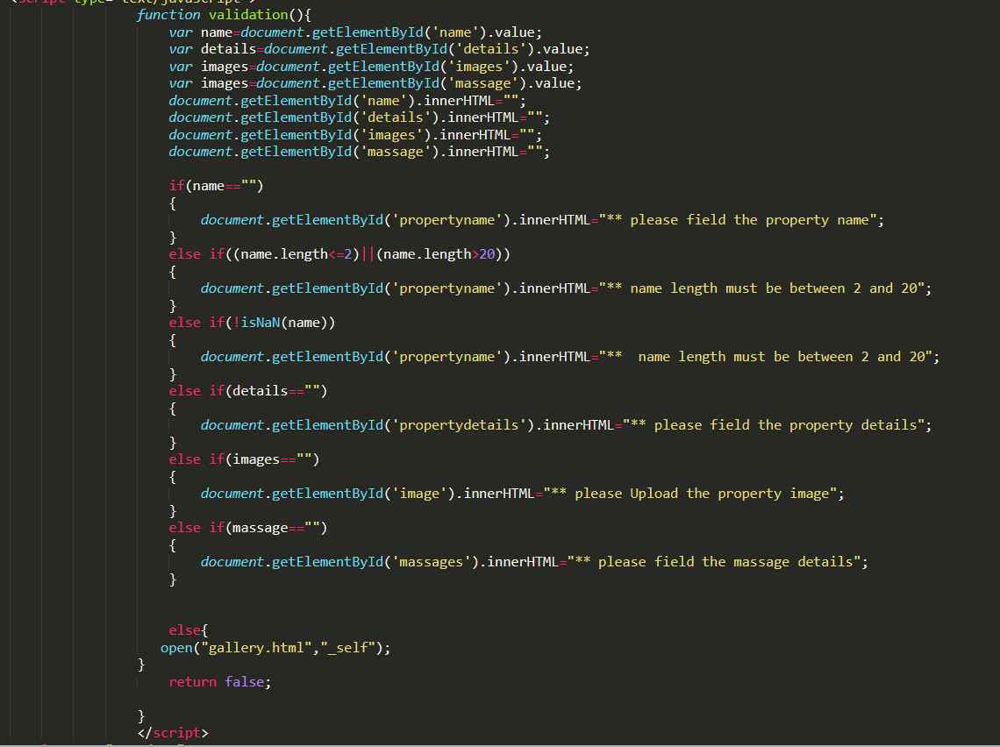 <script type="text/javascript">
function validation(){
var name=document.getElementById('name').value;
var details=document.getElementById('details').value;
var images=document.getElementById('images').value;
var images=document.getElementById('massage').value;
document.getElementById('name').innerHTML="";
document.getElementById('details').innerHTML="";
document.getElementById('images').innerHTML="";
document.getElementById('massage').innerHTML="";
if(name=="")
{
document.getElementById('propertyname').innerHTML="** please field the property name";
}
else if((name.length<=2)||(name.length>20))
{
document.getElementById('propertyname').innerHTML="** name length must be between 2 and 20";
}
else if(!isNaN(name))
{
document.getElementById('propertyname').innerHTML="**  name length must be between 2 and 20";
}
else if(details=="")
{
document.getElementById('propertydetails').innerHTML="** please field the property details";
}
else if(images=="")
{
document.getElementById('image').innerHTML="** please Upload the property image";
}
else if(massage=="")
{
document.getElementById('massages').innerHTML="** please field the massage details";
}
else{
open("gallery.html","_self");
}
return false;
}
</script>